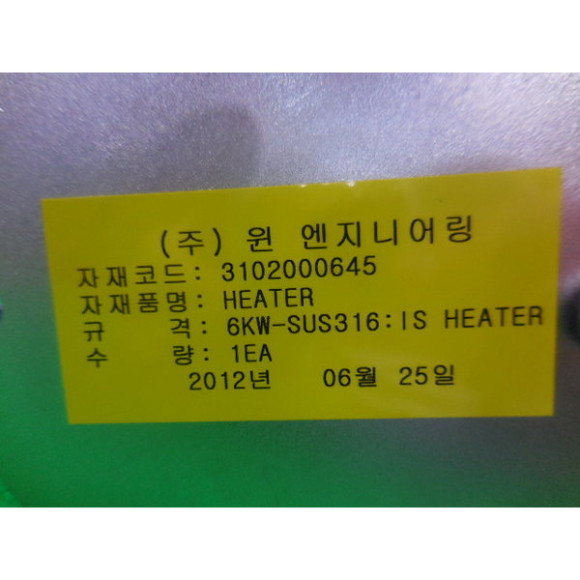 (주) 윈 엔지니어링
자재코드: 3102000645
자재품명: HEATER
규 격: 6KW-SUS316:IS HEATER
수 량: 1EA
2012년 06월 25일